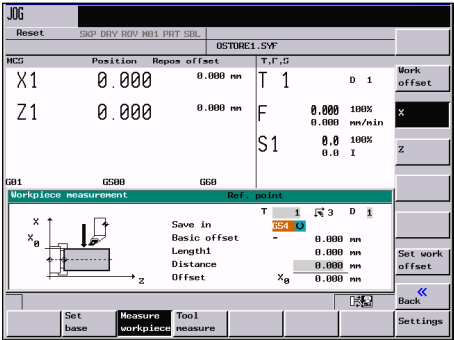 JOG
Reset SKP DRY ROV M01 PRT SBL
OSTORE1.SYF
MCS Position Repos offset T,F,S
X1 0.000 0.000 mm T 1 D 1
Z1 0.000 0.000 mm F 0.000 100%
0.000 mm/min
S1 0.0 100%
0.0 I
G01 G500 G60
Workpiece measurement Ref. point
T 1 3 D 1
X
X0
Z
Save in G54
Basic offset - 0.000 mm
Length1 0.000 mm
Distance 0.000 mm
Offset X0 0.000 mm
Work offset
X
Z
Set work offset
«
Back
Set base
Measure workpiece
Tool measure
Settings